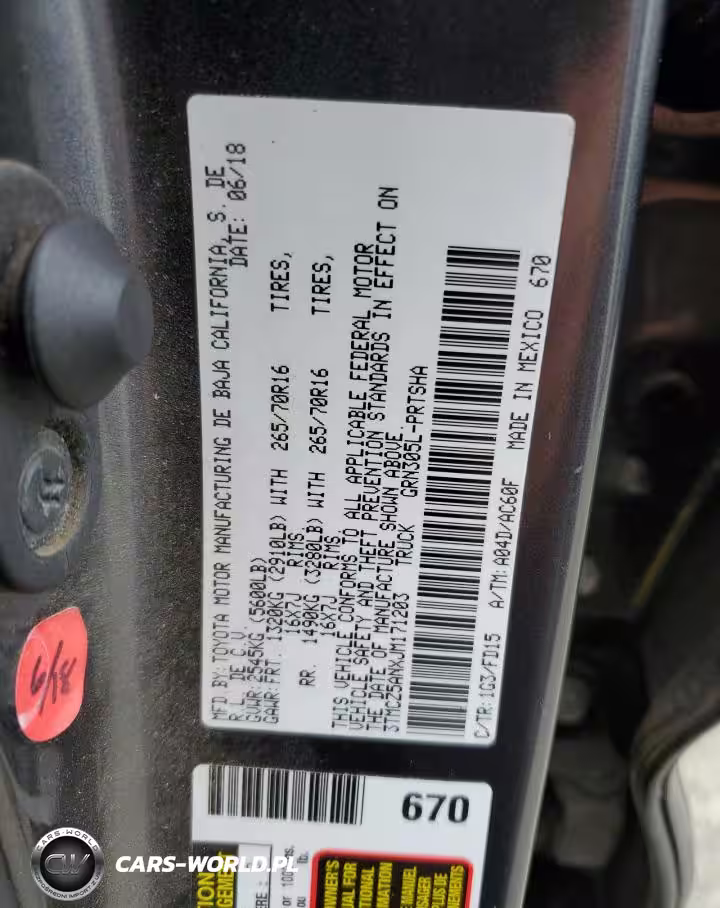 MFD BY: TOYOTA MOTOR MANUFACTURING DE BAJA CALIFORNIA, S. DE
R. L. DE C.V. DATE: 06/18
GVWR: 2545KG (5600LB)
GAWR: FRT. 1320KG (2910LB) WITH 265/70R16 TIRES,
16X7J RIMS
RR. 1490KG (3280LB) WITH 265/70R16 TIRES,
16X7J RIMS
THIS VEHICLE CONFORMS TO ALL APPLICABLE FEDERAL MOTOR
VEHICLE SAFETY AND THEFT PREVENTION STANDARDS IN EFFECT ON
THE DATE OF MANUFACTURE SHOWN ABOVE.
3TMCZ5ANXJM171203 TRUCK GRN305L-PRTSHA
C/TR: 1G3/FD15 A/TM: A04D/AC60F MADE IN MEXICO 670
6/18
670
CARS-WORLD
CW
CARS-WORLD.PL